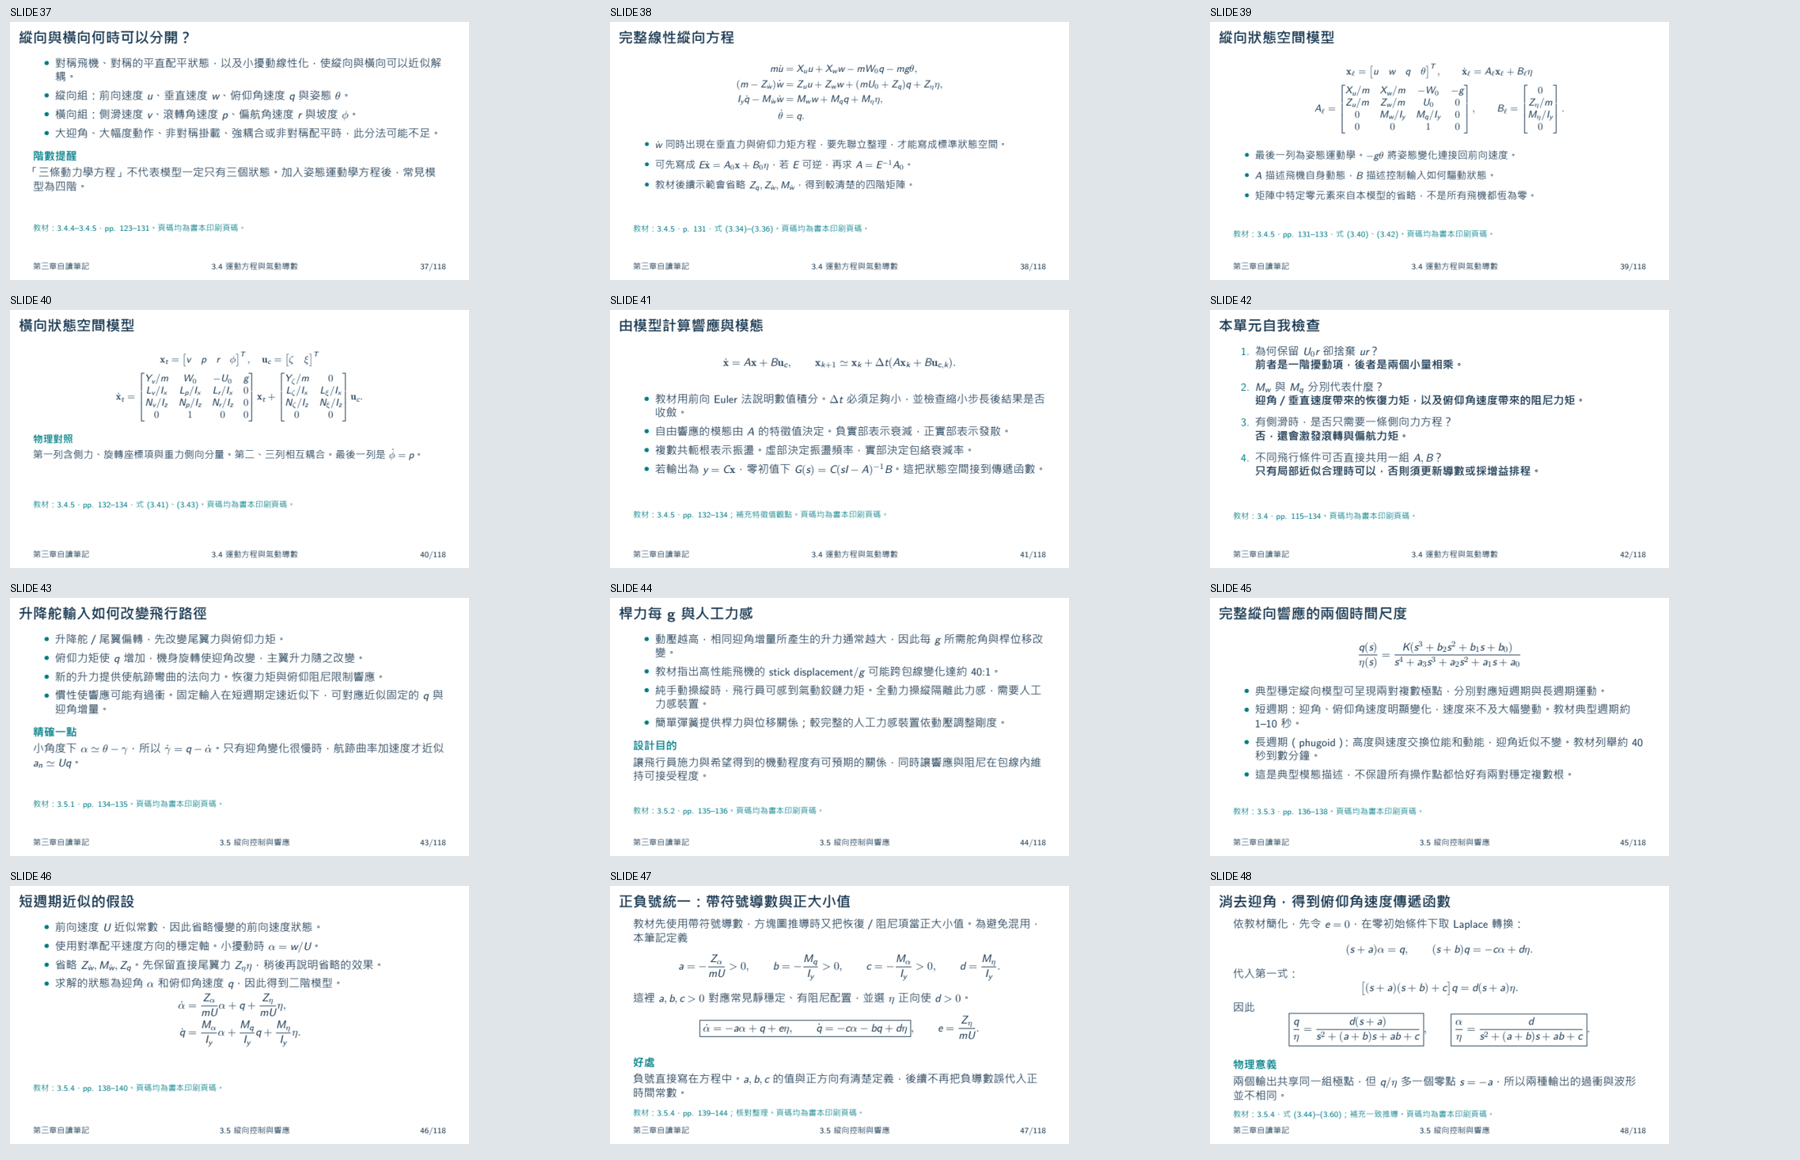 SLIDE 37
縱向與橫向何時可以分開？
• 對稱飛機、對稱的平直配平狀態，以及小擾動線性化，使縱向與橫向可以近似解
耦。
• 縱向組：前向速度 u、垂直速度 w、俯仰角速度 q 與姿態 θ。
• 橫向組：側滑速度 v、滾轉角速度 p、偏航角速度 r 與坡度 ϕ。
• 大迎角、大幅度動作、非對稱掛載、強耦合或非對稱配平時，此分法可能不足。
階數提醒
「三條動力學方程」不代表模型一定只有三個狀態。加入姿態運動學方程後，常見模
型為四階。
教材：3.4.4–3.4.5，pp. 123–131。頁碼均為書本印刷頁碼。
第三章自讀筆記 3.4 運動方程與氣動導數 37/118
SLIDE 38
完整線性縱向方程
mu̇ = X_u u + X_w w − mW_0 q − mgθ,
(m − Z_ẇ)ẇ = Z_u u + Z_w w + (mU_0 + Z_q)q + Z_η η,
I_y q̇ − M_ẇ ẇ = M_w w + M_q q + M_η η,
θ̇ = q.
• ẇ 同時出現在垂直力與俯仰力矩方程，要先聯立整理，才能寫成標準狀態空間。
• 可先寫成 Eẋ = A_0 x + B_0 η，若 E 可逆，再求 A = E⁻¹A_0。
• 教材後續示範會省略 Z_q, Z_ẇ, M_ẇ，得到較清楚的四階矩陣。
教材：3.4.5，p. 131，式 (3.34)–(3.36)。頁碼均為書本印刷頁碼。
第三章自讀筆記 3.4 運動方程與氣動導數 38/118
SLIDE 39
縱向狀態空間模型
x_ℓ = [u w q θ]^T, ẋ_ℓ = A_ℓ x_ℓ + B_ℓ η
A_ℓ = [X_u/m X_w/m −W_0 −g
Z_u/m Z_w/m U_0 0
0 M_w/I_y M_q/I_y 0
0 0 1 0], B_ℓ = [0
Z_η/m
M_η/I_y
0].
• 最後一列為姿態運動學。−gθ 將姿態變化連接回前向速度。
• A 描述飛機自身動態，B 描述控制輸入如何驅動狀態。
• 矩陣中特定零元素來自本模型的省略，不是所有飛機都恆為零。
教材：3.4.5，pp. 131–133，式 (3.40)、(3.42)。頁碼均為書本印刷頁碼。
第三章自讀筆記 3.4 運動方程與氣動導數 39/118
SLIDE 40
橫向狀態空間模型
x_t = [v p r ϕ]^T, u_c = [ζ ξ]^T
ẋ_t = [Y_v/m W_0 −U_0 g
L_v/I_x L_p/I_x L_r/I_x 0
N_v/I_z N_p/I_z N_r/I_z 0
0 1 0 0] x_t + [Y_ζ/m 0
L_ζ/I_x L_ξ/I_x
N_ζ/I_z N_ξ/I_z
0 0] u_c.
物理對照
第一列含側力、旋轉座標項與重力側向分量。第二、三列相互耦合。最後一列是 ϕ̇ = p。
教材：3.4.5，pp. 132–134，式 (3.41)、(3.43)。頁碼均為書本印刷頁碼。
第三章自讀筆記 3.4 運動方程與氣動導數 40/118
SLIDE 41
由模型計算響應與模態
ẋ = Ax + Bu_c, x_{k+1} ≃ x_k + Δt(Ax_k + Bu_{c,k}).
• 教材用前向 Euler 法說明數值積分。Δt 必須足夠小，並檢查縮小步長後結果是否
收斂。
• 自由響應的模態由 A 的特徵值決定。負實部表示衰減，正實部表示發散。
• 複數共軛根表示振盪。虛部決定振盪頻率，實部決定包絡衰減率。
• 若輸出為 y = Cx，零初值下 G(s) = C(sI − A)⁻¹B。這把狀態空間接到傳遞函數。
教材：3.4.5，pp. 132–134；補充特徵值觀點。頁碼均為書本印刷頁碼。
第三章自讀筆記 3.4 運動方程與氣動導數 41/118
SLIDE 42
本單元自我檢查
1. 為何保留 U_0 r 卻捨棄 ur？
前者是一階擾動項，後者是兩個小量相乘。
2. M_w 與 M_q 分別代表什麼？
迎角 / 垂直速度帶來的恢復力矩，以及俯仰角速度帶來的阻尼力矩。
3. 有側滑時，是否只需要一條側向力方程？
否，還會激發滾轉與偏航力矩。
4. 不同飛行條件可否直接共用一組 A, B？
只有局部近似合理時可以，否則須更新導數或採增益排程。
教材：3.4，pp. 115–134。頁碼均為書本印刷頁碼。
第三章自讀筆記 3.4 運動方程與氣動導數 42/118
SLIDE 43
升降舵輸入如何改變飛行路徑
• 升降舵 / 尾翼偏轉，先改變尾翼力與俯仰力矩。
• 俯仰力矩使 q 增加，機身旋轉使迎角改變，主翼升力隨之改變。
• 新的升力提供使航跡彎曲的法向力。恢復力矩與俯仰阻尼限制響應。
• 慣性使響應可能有過衝。固定輸入在短週期定速近似下，可對應近似固定的 q 與
迎角增量。
精確一點
小角度下 α ≃ θ − γ，所以 γ̇ = q − α̇。只有迎角變化很慢時，航跡曲率加速度才近似
a_n ≃ Uq。
教材：3.5.1，pp. 134–135。頁碼均為書本印刷頁碼。
第三章自讀筆記 3.5 縱向控制與響應 43/118
SLIDE 44
桿力每 g 與人工力感
• 動壓越高，相同迎角增量所產生的升力通常越大，因此每 g 所需舵角與桿位移改
變。
• 教材指出高性能飛機的 stick displacement/g 可能跨包線變化達約 40:1。
• 純手動操縱時，飛行員可感到氣動鉸鏈力矩。全動力操縱隔離此力感，需要人工
力感裝置。
• 簡單彈簧提供桿力與位移關係；較完整的人工力感裝置依動壓調整剛度。
設計目的
讓飛行員施力與希望得到的機動程度有可預期的關係，同時讓響應與阻尼在包線內維
持可接受程度。
教材：3.5.2，pp. 135–136。頁碼均為書本印刷頁碼。
第三章自讀筆記 3.5 縱向控制與響應 44/118
SLIDE 45
完整縱向響應的兩個時間尺度
q(s)/η(s) = K(s³ + b_2 s² + b_1 s + b_0)/(s⁴ + a_3 s³ + a_2 s² + a_1 s + a_0)
• 典型穩定縱向模型可呈現兩對複數極點，分別對應短週期與長週期運動。
• 短週期：迎角、俯仰角速度明顯變化，速度來不及大幅變動。教材典型週期約
1–10 秒。
• 長週期（phugoid）：高度與速度交換位能和動能，迎角近似不變。教材列舉約 40
秒到數分鐘。
• 這是典型模態描述，不保證所有操作點都恰好有兩對穩定複數根。
教材：3.5.3，pp. 136–138。頁碼均為書本印刷頁碼。
第三章自讀筆記 3.5 縱向控制與響應 45/118
SLIDE 46
短週期近似的假設
• 前向速度 U 近似常數，因此省略慢變的前向速度狀態。
• 使用對準配平速度方向的穩定軸。小擾動時 α = w/U。
• 省略 Z_ẇ, M_ẇ, Z_q。先保留直接尾翼力 Z_η η，稍後再說明省略的效果。
• 求解的狀態為迎角 α 和俯仰角速度 q，因此得到二階模型。
α̇ = Z_α/(mU) α + q + Z_η/(mU) η,
q̇ = M_α/I_y α + M_q/I_y q + M_η/I_y η.
教材：3.5.4，pp. 138–140。頁碼均為書本印刷頁碼。
第三章自讀筆記 3.5 縱向控制與響應 46/118
SLIDE 47
正負號統一：帶符號導數與正大小值
教材先使用帶符號導數，方塊圖推導時又把恢復 / 阻尼項當正大小值。為避免混用，
本筆記定義
a = −Z_α/(mU) > 0, b = −M_q/I_y > 0, c = −M_α/I_y > 0, d = M_η/I_y.
這裡 a, b, c > 0 對應常見靜穩定、有阻尼配置，並選 η 正向使 d > 0。
α̇ = −aα + q + eη, q̇ = −cα − bq + dη, e = Z_η/(mU).
好處
負號直接寫在方程中。a, b, c 的值與正方向有清楚定義，後續不再把負導數誤代入正
時間常數。
教材：3.5.4，pp. 139–144；核對整理。頁碼均為書本印刷頁碼。
第三章自讀筆記 3.5 縱向控制與響應 47/118
SLIDE 48
消去迎角，得到俯仰角速度傳遞函數
依教材簡化，先令 e = 0，在零初始條件下取 Laplace 轉換：
(s + a)α = q, (s + b)q = −cα + dη.
代入第一式：
[(s + a)(s + b) + c]q = d(s + a)η.
因此
q/η = d(s + a)/(s² + (a + b)s + ab + c), α/η = d/(s² + (a + b)s + ab + c).
物理意義
兩個輸出共享同一組極點，但 q/η 多一個零點 s = −a，所以兩種輸出的過衝與波形
並不相同。
教材：3.5.4，式 (3.44)–(3.60)；補充一致推導。頁碼均為書本印刷頁碼。
第三章自讀筆記 3.5 縱向控制與響應 48/118